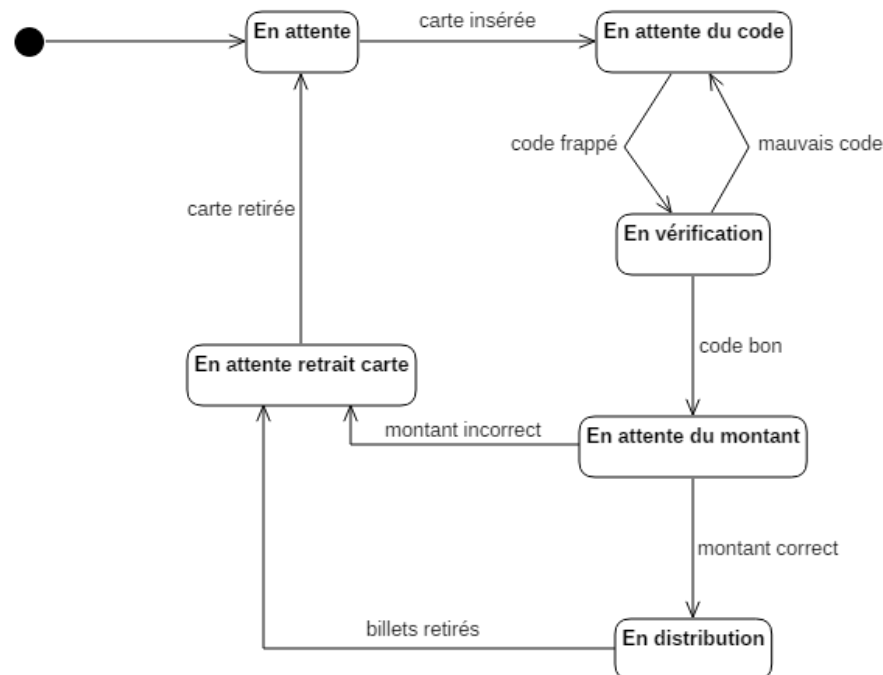 En attente
carte insérée
En attente du code
code frappé
mauvais code
carte retirée
En vérification
code bon
En attente retrait carte
montant incorrect
En attente du montant
montant correct
billets retirés
En distribution